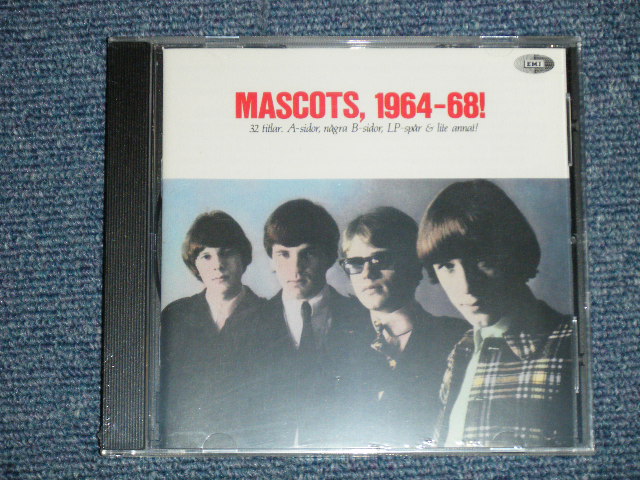 EMI
MASCOTS, 1964-68!
32 titlar. A-sidor, några B-sidor, LP-spår & lite annat!